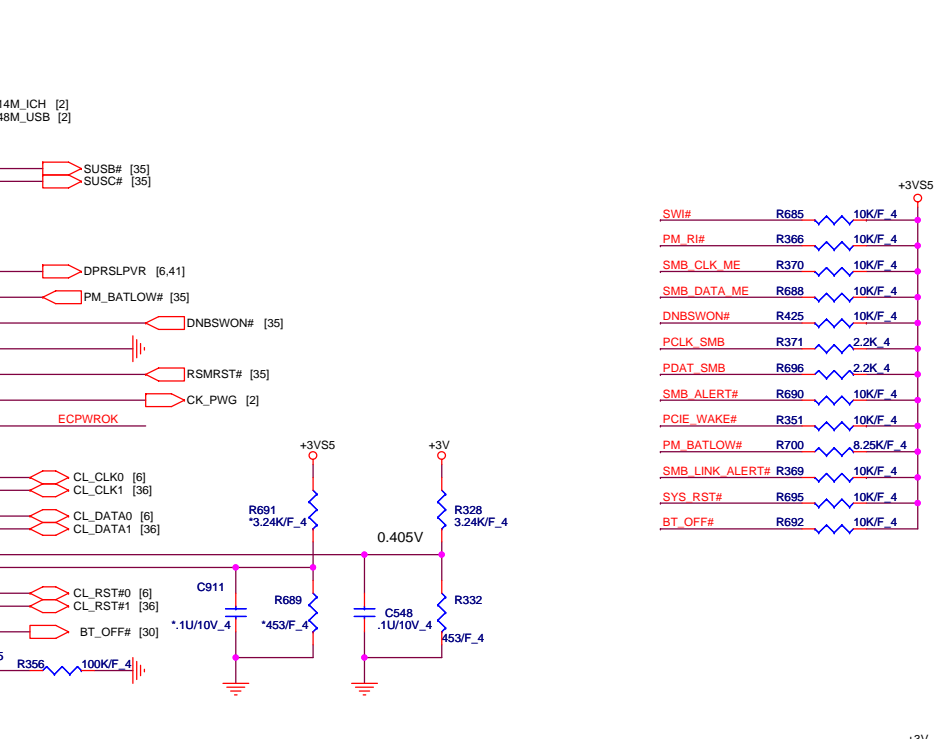 14M_ICH [2]
48M_USB [2]
SUSB# [35]
SUSC# [35]
DPRSLPVR [6,41]
PM_BATLOW# [35]
DNBSWON# [35]
RSMRST# [35]
CK_PWG [2]
ECPWROK
CL_CLK0 [6]
CL_CLK1 [36]
CL_DATA0 [6]
CL_DATA1 [36]
CL_RST#0 [6]
CL_RST#1 [36]
BT_OFF# [30]
R356 100K/F_4
+3VS5
R691
*3.24K/F_4
+3V
R328
3.24K/F_4
0.405V
C911
*.1U/10V_4
R689
*453/F_4
C548
.1U/10V_4
R332
453/F_4
+3VS5
SWI# R685 10K/F_4
PM_RI# R366 10K/F_4
SMB_CLK_ME R370 10K/F_4
SMB_DATA_ME R688 10K/F_4
DNBSWON# R425 10K/F_4
PCLK_SMB R371 2.2K_4
PDAT_SMB R696 2.2K_4
SMB_ALERT# R690 10K/F_4
PCIE_WAKE# R351 10K/F_4
PM_BATLOW# R700 8.25K/F_4
SMB_LINK_ALERT# R369 10K/F_4
SYS_RST# R695 10K/F_4
BT_OFF# R692 10K/F_4
+3V